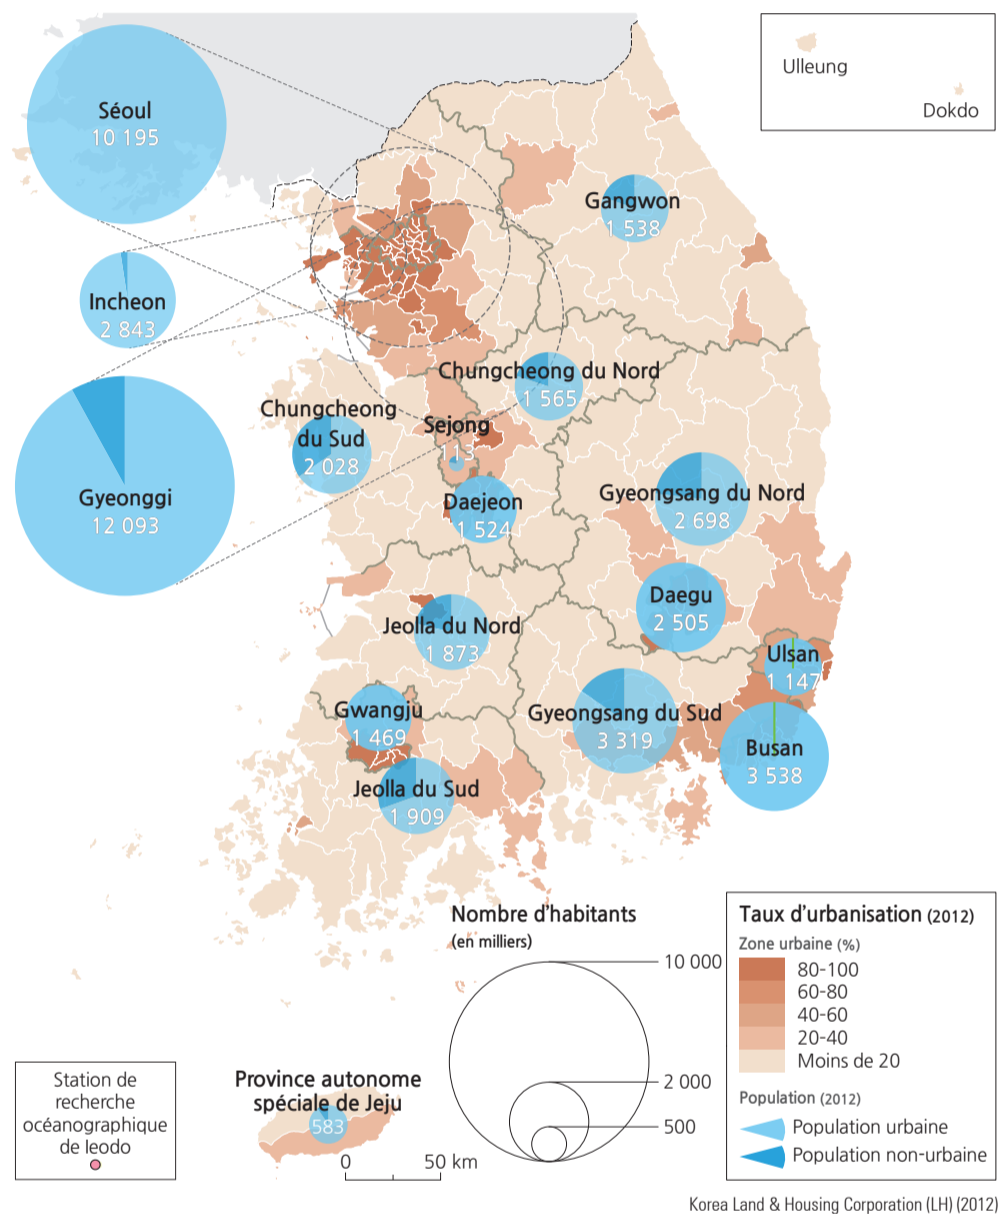 Ulleung
Dokdo
Séoul
10 195
Gangwon
1 538
Incheon
2 843
Chungcheong du Nord
1 565
Chungcheong
du Sud
2 028
Sejong
113
Gyeonggi
12 093
Daejeon
1 524
Gyeongsang du Nord
2 698
Daegu
2 505
Jeolla du Nord
1 873
Ulsan
1 147
Gwangju
1 469
Gyeongsang du Sud
3 319
Busan
3 538
Jeolla du Sud
1 909
Nombre d'habitants
(en milliers)
10 000
2 000
500
Taux d'urbanisation (2012)
Zone urbaine (%)
80-100
60-80
40-60
20-40
Moins de 20
Population (2012)
Population urbaine
Population non-urbaine
Station de
recherche
océanographique
de Ieodo
Province autonome
spéciale de Jeju
583
0 50 km
Korea Land & Housing Corporation (LH) (2012)